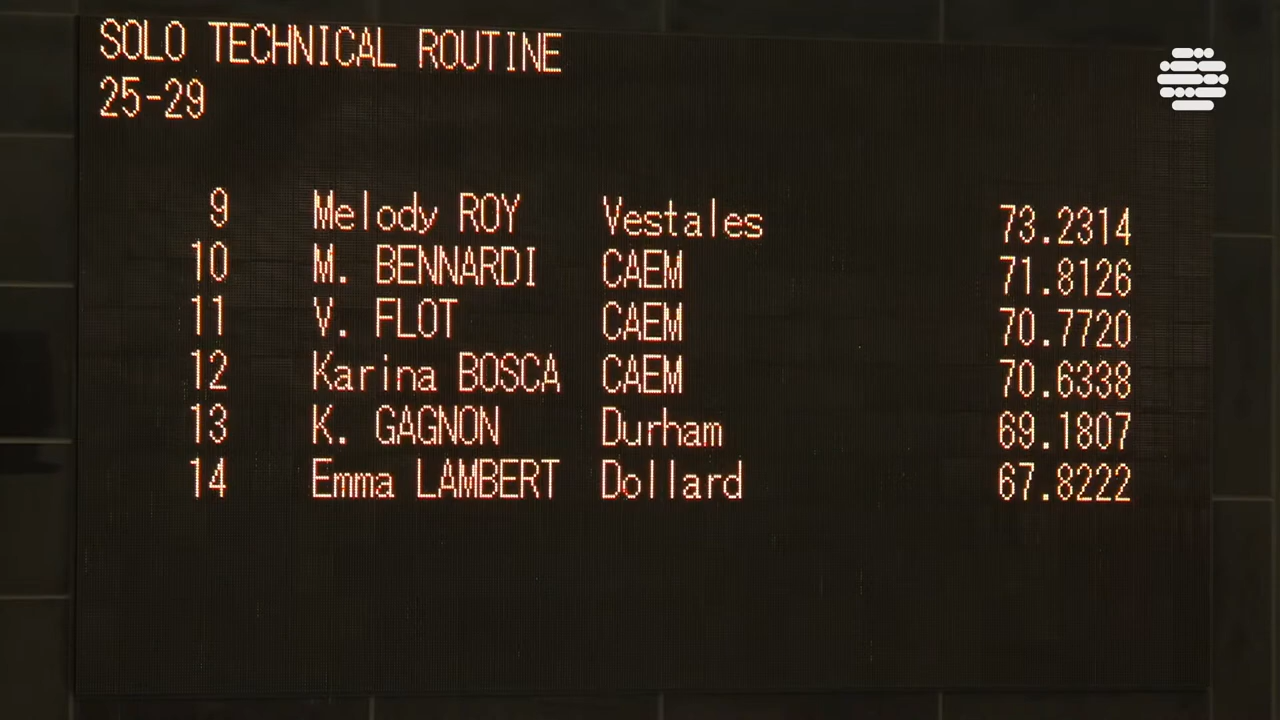 SOLO TECHNICAL ROUTINE
25-29
9 Melody ROY Vestales 73.2314
10 M. BENNARDI CAEM 71.8126
11 V. FLOT CAEM 70.7720
12 Karina BOSCA CAEM 70.6338
13 K. GAGNON Durham 69.1807
14 Emma LAMBERT Dollard 67.8222